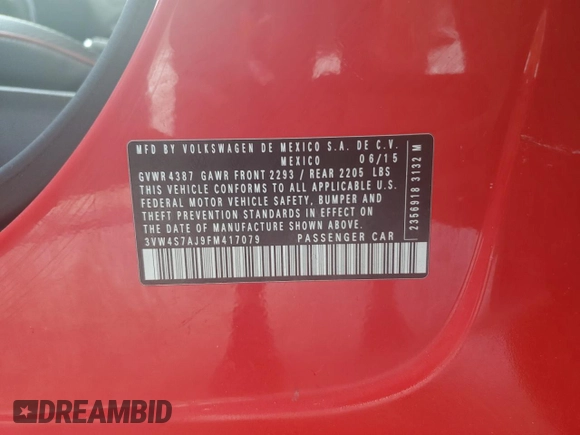 MFD BY VOLKSWAGEN DE MEXICO S.A. DE C.V.
MEXICO 06/15
GVWR 4387 GAWR FRONT 2293 / REAR 2205 LBS
THIS VEHICLE CONFORMS TO ALL APPLICABLE U.S.
FEDERAL MOTOR VEHICLE SAFETY, BUMPER AND
THEFT PREVENTION STANDARDS IN EFFECT ON
THE DATE OF MANUFACTURE SHOWN ABOVE.
3VW4S7AJ9FM417079 PASSENGER CAR
2356918 3132 M
DREAMBID